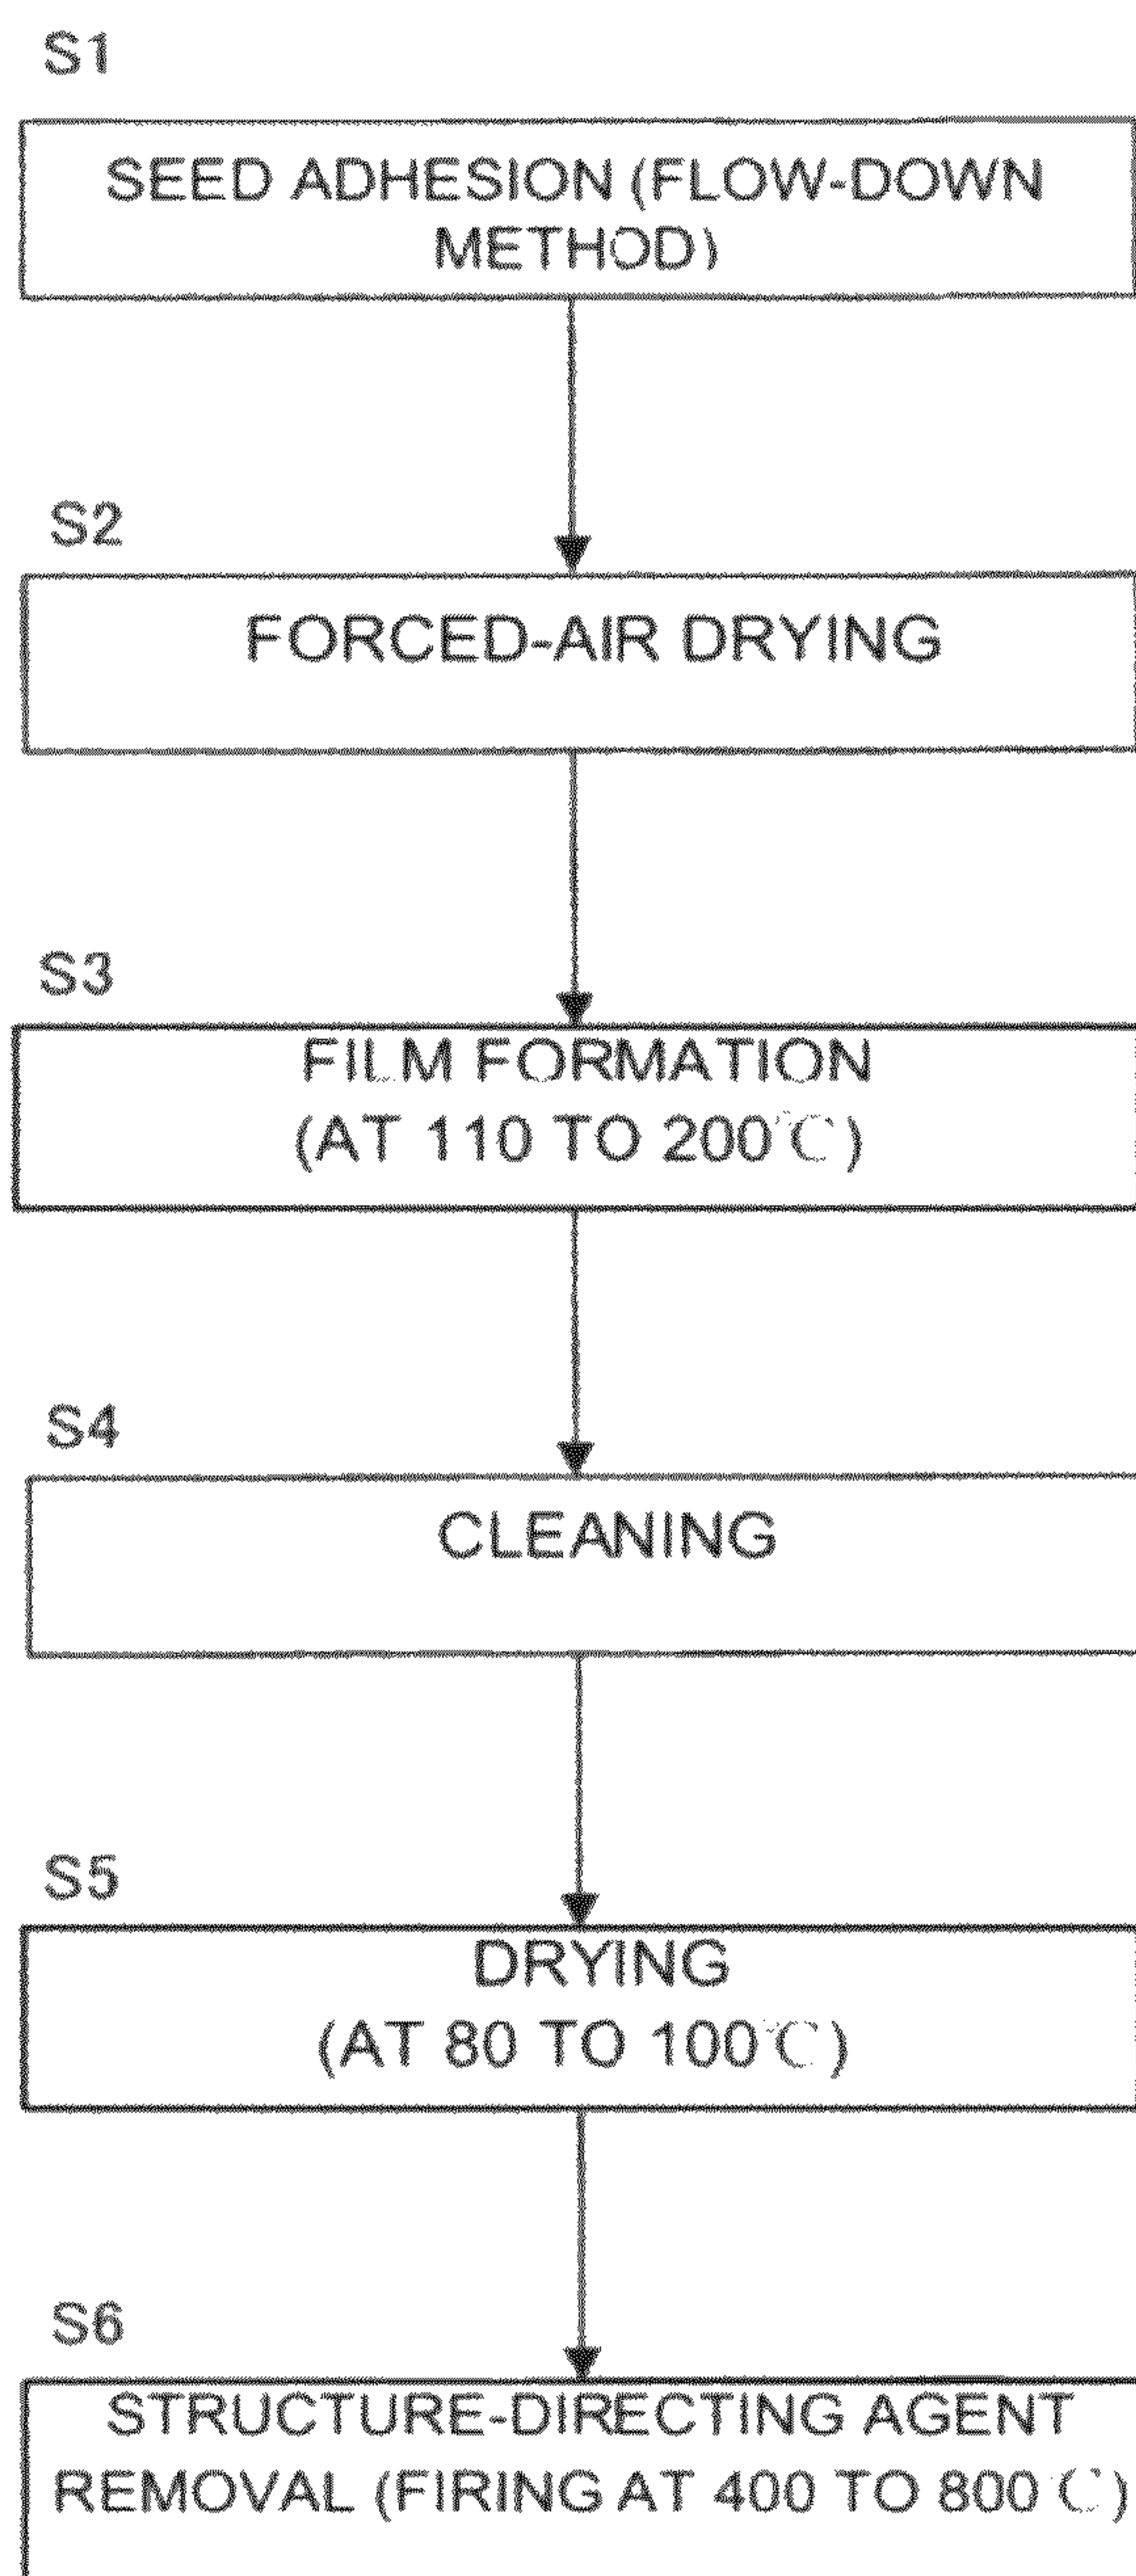 S1
SEED ADHESION (FLOW-DOWN
METHOD)
S2
FORCED-AIR DRYING
S3
FILM FORMATION
(AT 110 TO 200℃)
S4
CLEANING
S5
DRYING
(AT 80 TO 100℃)
S6
STRUCTURE-DIRECTING AGENT
REMOVAL (FIRING AT 400 TO 800℃)